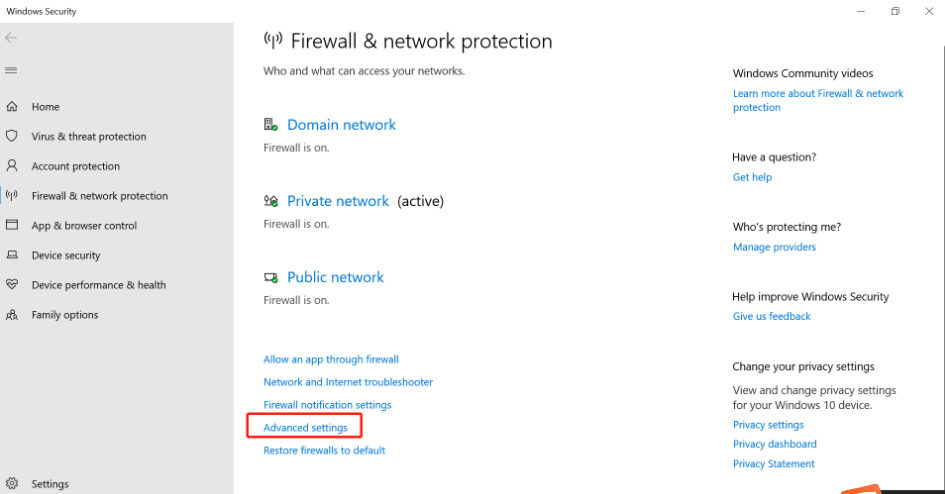 Windows Security
Home
Virus & threat protection
Account protection
Firewall & network protection
App & browser control
Device security
Device performance & health
Family options
Settings
Firewall & network protection
Who and what can access your networks.
Domain network
Firewall is on.
Private network (active)
Firewall is on.
Public network
Firewall is on.
Allow an app through firewall
Network and Internet troubleshooter
Firewall notification settings
Advanced settings
Restore firewalls to default
Windows Community videos
Learn more about Firewall & network
protection
Have a question?
Get help
Who's protecting me?
Manage providers
Help improve Windows Security
Give us feedback
Change your privacy settings
View and change privacy settings
for your Windows 10 device.
Privacy settings
Privacy dashboard
Privacy Statement